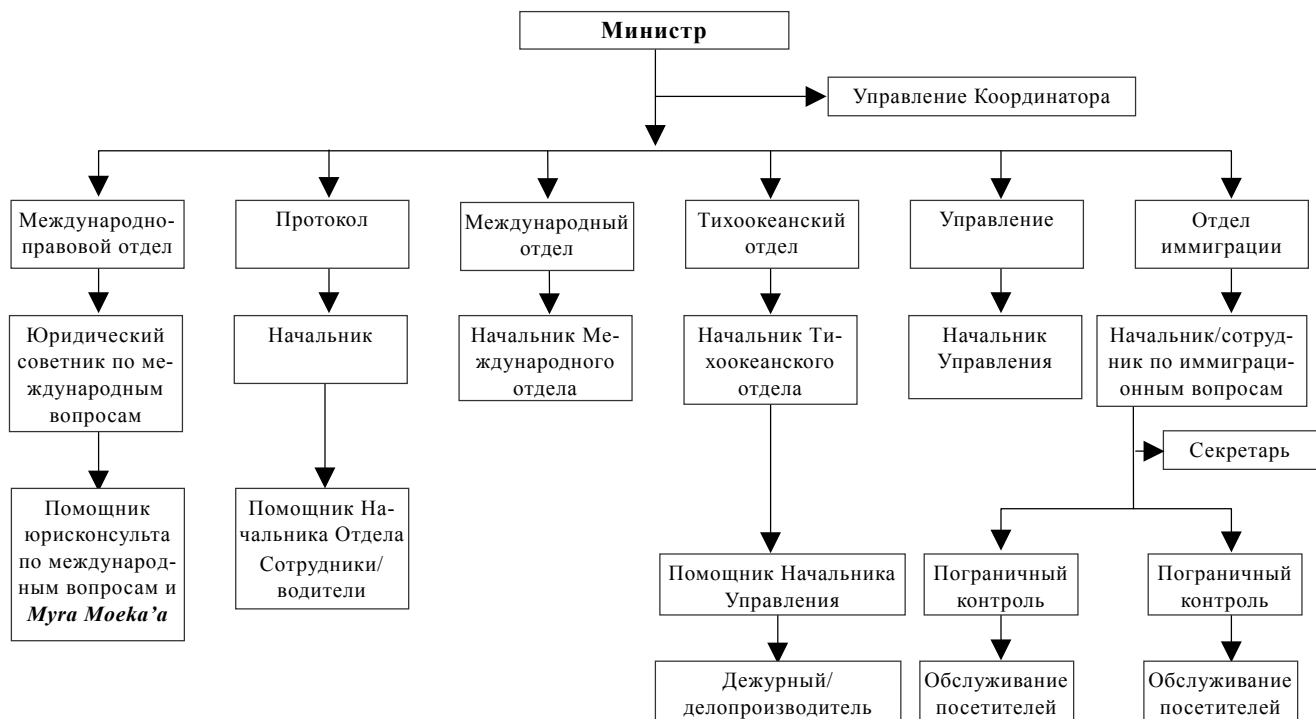 Министр
Управление Координатора
Международно-
правовой отдел
Протокол
Международный
отдел
Тихоокеанский
отдел
Управление
Отдел
иммиграции
Юридический
советник по ме-
ждународным
вопросам
Начальник
Начальник Ме-
ждународного
отдела
Начальник Ти-
хоокеанского
отдела
Начальник
Управления
Начальник/сотруд-
ник по иммиграци-
онным вопросам
Секретарь
Помощник
юрисконсульта
по международ-
ным вопросам и
Myra Moeka’a
Помощник На-
чальника Отдела
Сотрудники/
водители
Помощник Начальника
Управления
Пограничный
контроль
Пограничный
контроль
Дежурный/
делопроизводитель
Обслуживание
посетителей
Обслуживание
посетителей